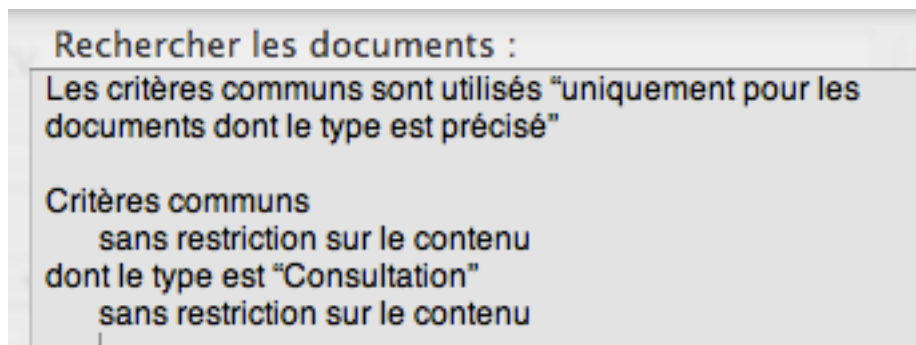 Rechercher les documents :
Les critères communs sont utilisés “uniquement pour les
documents dont le type est précisé”
Critères communs
sans restriction sur le contenu
dont le type est “Consultation”
sans restriction sur le contenu